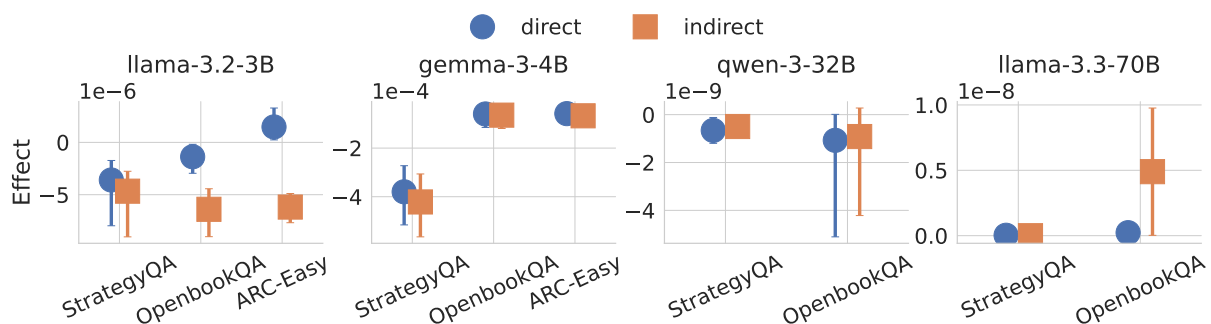 direct indirect
llama-3.2-3B gemma-3-4B qwen-3-32B llama-3.3-70B
1e−6 1e−4 1e−9 1e−8
Effect
0
−5
−2
−4
0
−2
−4
1.0
0.5
0.0
StrategyQA OpenbookQA ARC-Easy
StrategyQA OpenbookQA ARC-Easy
StrategyQA OpenbookQA
StrategyQA OpenbookQA